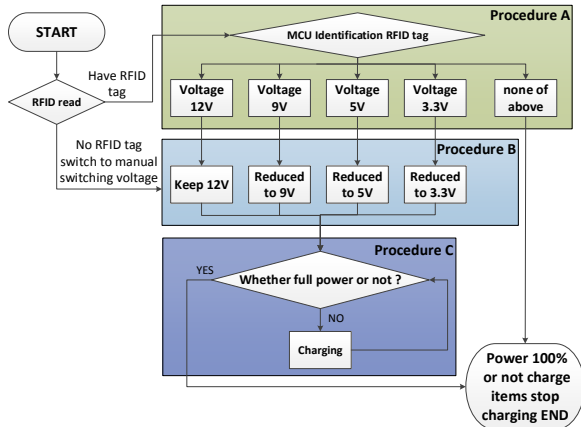 START
Procedure A
MCU Identification RFID tag
Have RFID
tag
RFID read
Voltage
12V
Voltage
9V
Voltage
5V
Voltage
3.3V
none of
above
No RFID tag
switch to manual
switching voltage
Procedure B
Keep 12V
Reduced
to 9V
Reduced
to 5V
Reduced
to 3.3V
Procedure C
YES
Whether full power or not ?
NO
Charging
Power 100%
or not charge
items stop
charging END